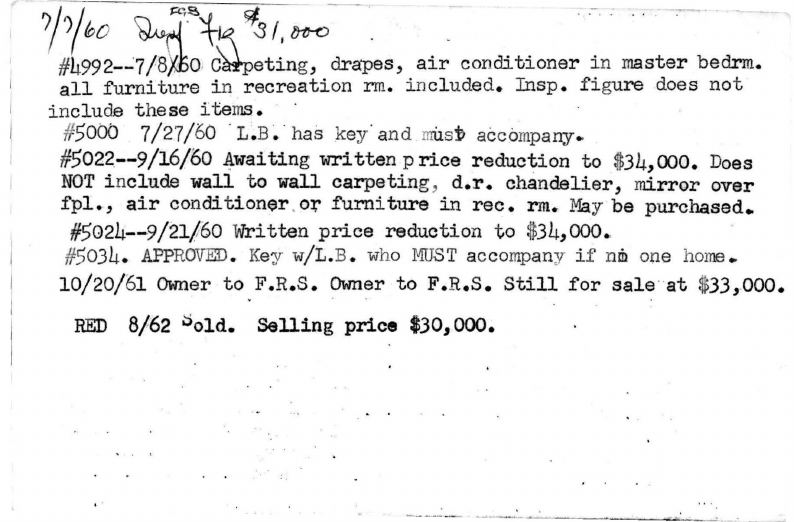 7/7/60 Insp Fig $31,000
#4992--7/8/60 Carpeting, drapes, air conditioner in master bedrm.
all furniture in recreation rm. included. Insp. figure does not
include these items.
#5000 7/27/60 L.B. has key and must accompany.
#5022--9/16/60 Awaiting written price reduction to $34,000. Does
NOT include wall to wall carpeting, d.r. chandelier, mirror over
fpl., air conditioner or furniture in rec. rm. May be purchased.
#5024--9/21/60 Written price reduction to $34,000.
#5034. APPROVED. Key w/L.B. who MUST accompany if no one home.
10/20/61 Owner to F.R.S. Owner to F.R.S. Still for sale at $33,000.
RED 8/62 Sold. Selling price $30,000.